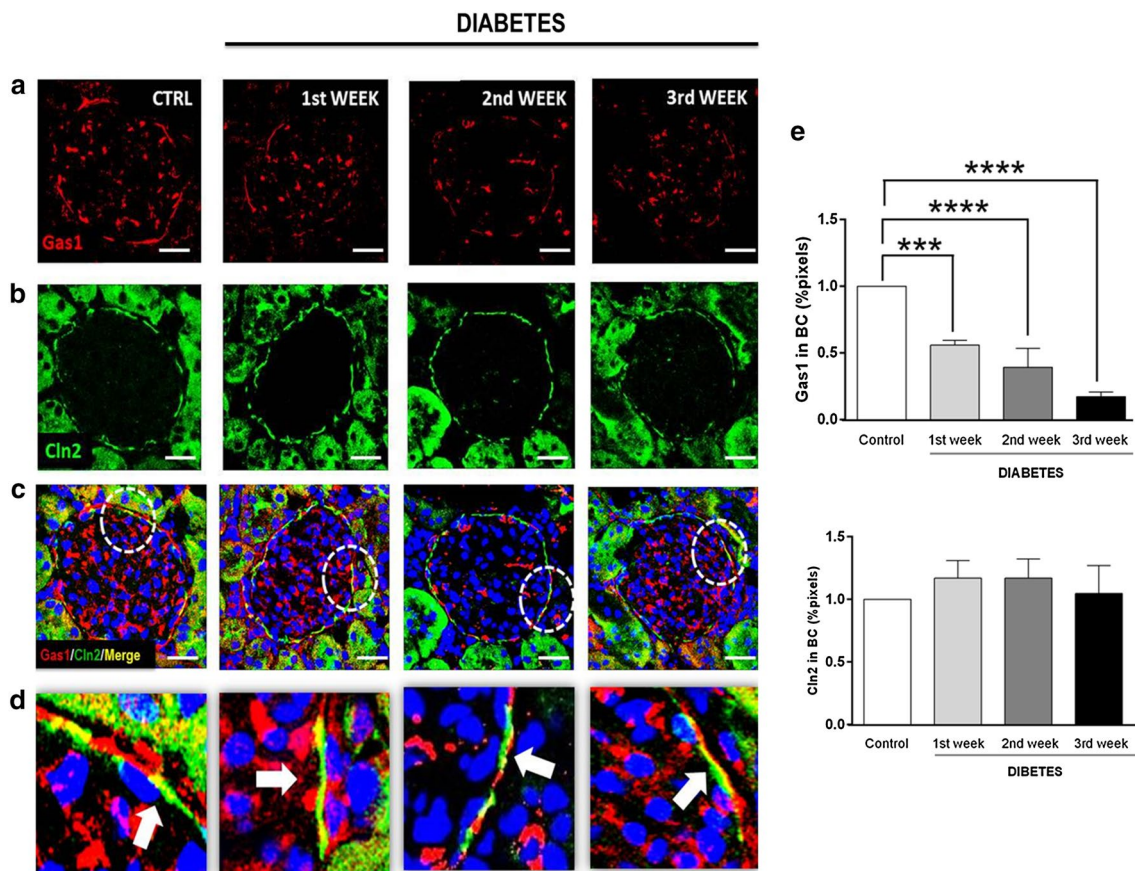 DIABETES
a
CTRL
1st WEEK
2nd WEEK
3rd WEEK
Gas1
b
Cln2
c
Gas1/Cln2/Merge
d
e
****
****
***
Gas1 in BC (%pixels)
1.5
1.0
0.5
0.0
Control
1st week
2nd week
3rd week
DIABETES
Cln2 in BC (%pixels)
1.5
1.0
0.5
0.0
Control
1st week
2nd week
3rd week
DIBETES